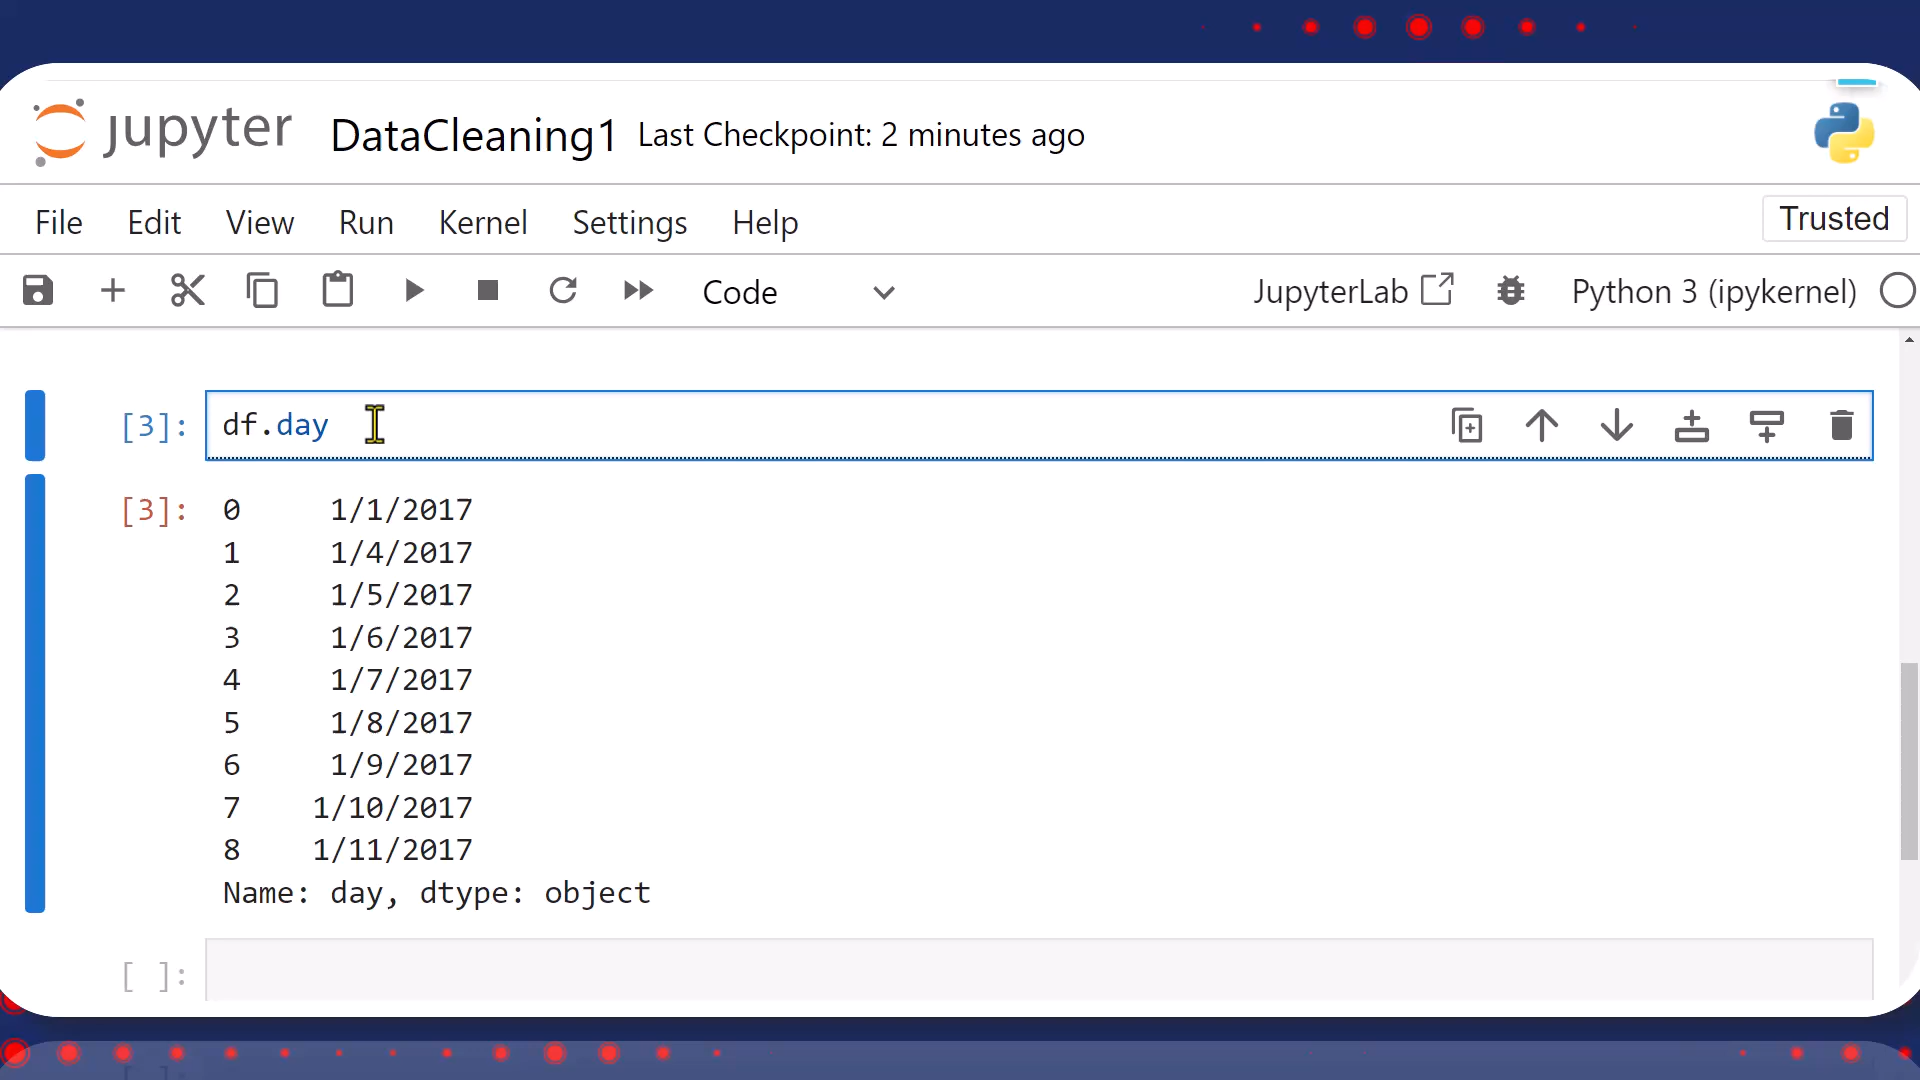 jupyter DataCleaning1 Last Checkpoint: 2 minutes ago
File Edit View Run Kernel Settings Help Trusted
Code JupyterLab Python 3 (ipykernel)
[3]: df.day
[3]: 0 1/1/2017
1 1/4/2017
2 1/5/2017
3 1/6/2017
4 1/7/2017
5 1/8/2017
6 1/9/2017
7 1/10/2017
8 1/11/2017
Name: day, dtype: object
[ ]:
[ ]: